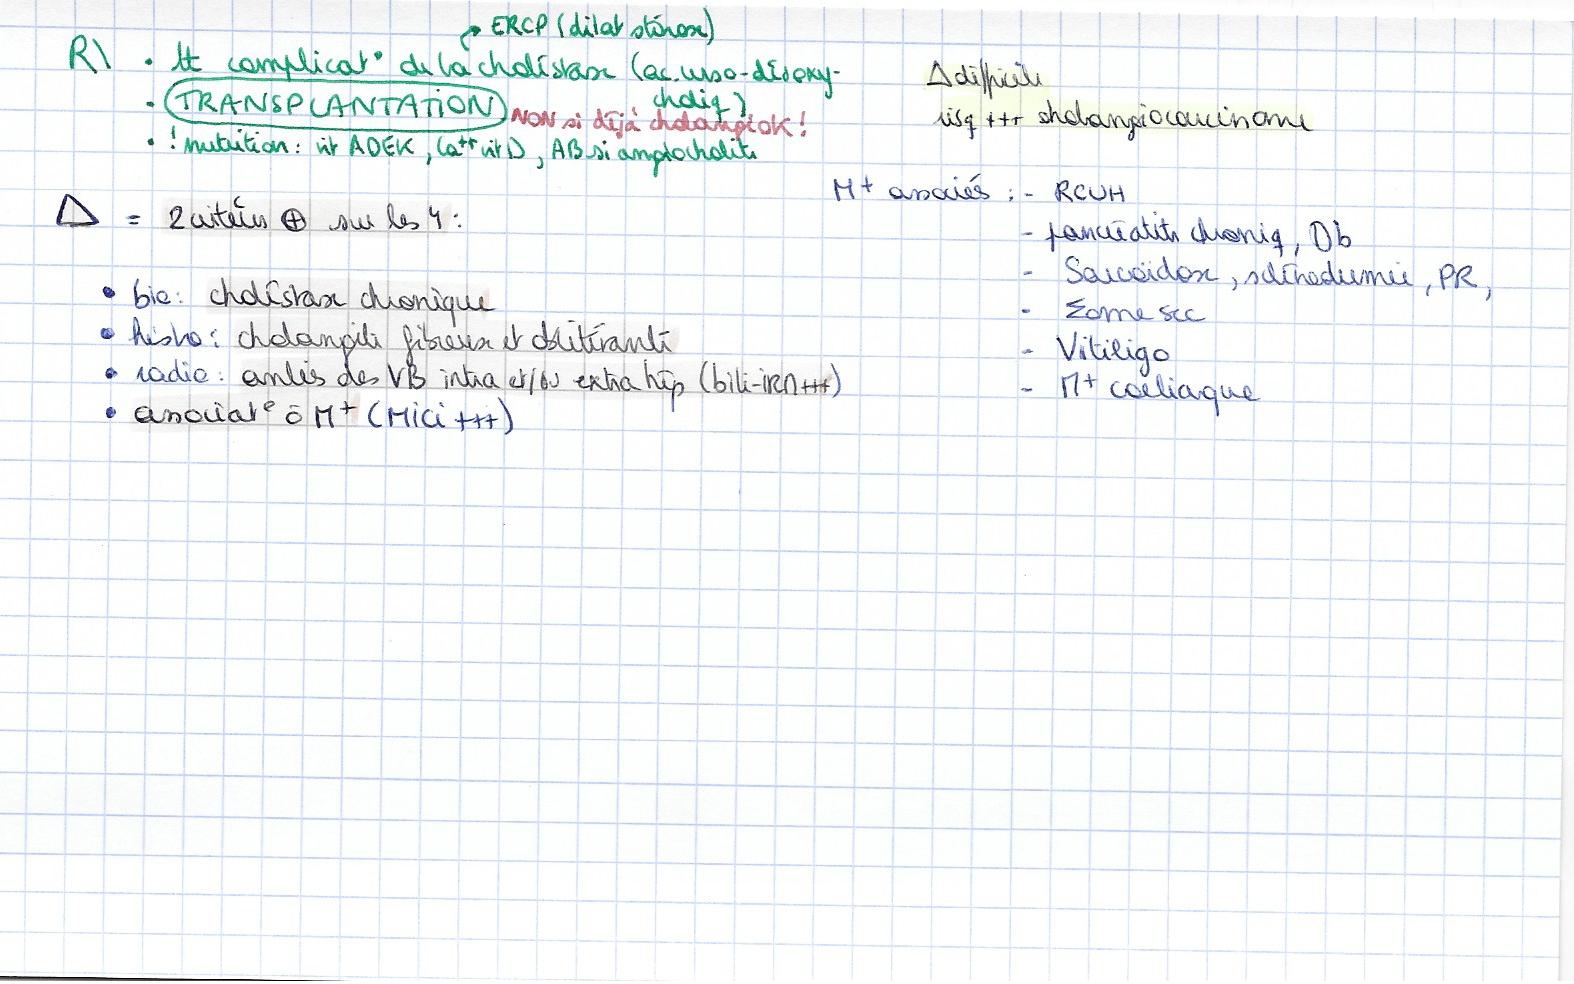 ERCP (dilat sténose)
R\ . tt complicat° de la cholestase (ac. urso-désoxy-
choliq)
. TRANSPLANTATION NON si déjà cholangioK !
. ! nutrition : vit ADEK, Ca++ vit D, AB si angiocholite
Δ difficile
risq +++ cholangiocarcinome
Δ = 2 critères ⊕ sur les 4 :
• bio : cholestase chronique
• histo : cholangite fibreuse et oblitérante
• radio : anlés des VB intra et/ou extra hép (bili-IRM +++)
• associat° ō M+ (Mici +++)
M+ associés : - RCUH
- pancréatite chroniq, Db
- Sarcoïdose, sclérodermie, PR,
- Σome sec
- Vitiligo
- M+ coeliaque